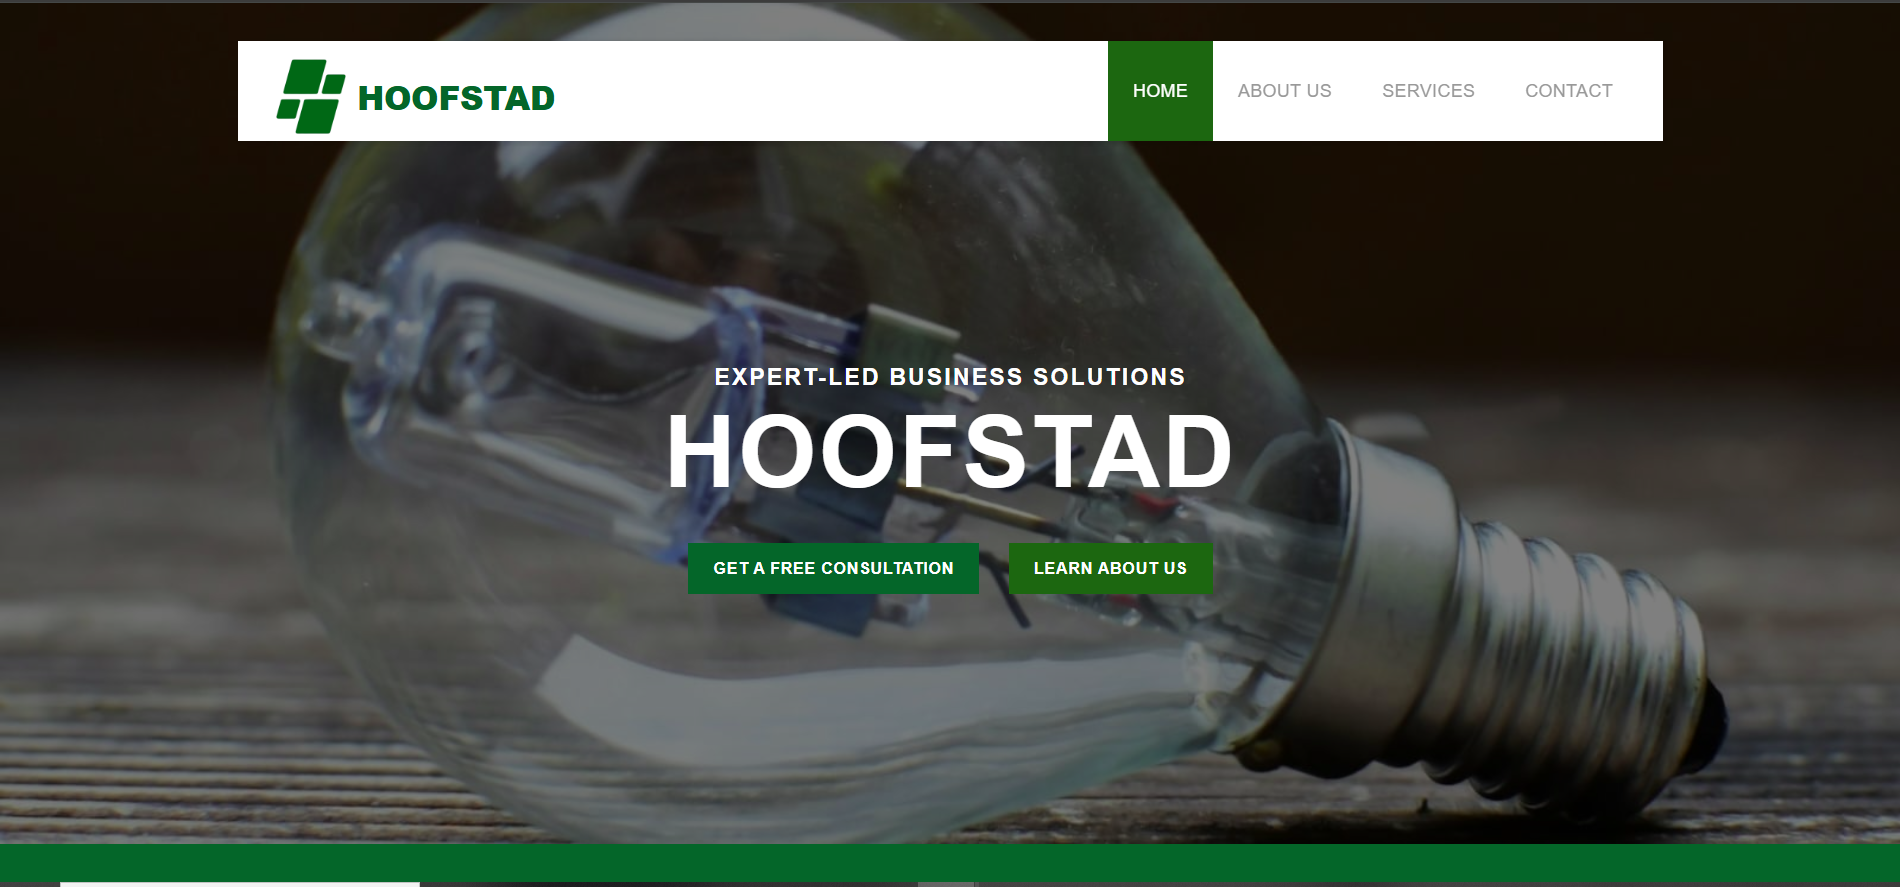 HOOFSTAD
HOME ABOUT US SERVICES CONTACT
EXPERT-LED BUSINESS SOLUTIONS
HOOFSTAD
GET A FREE CONSULTATION LEARN ABOUT US